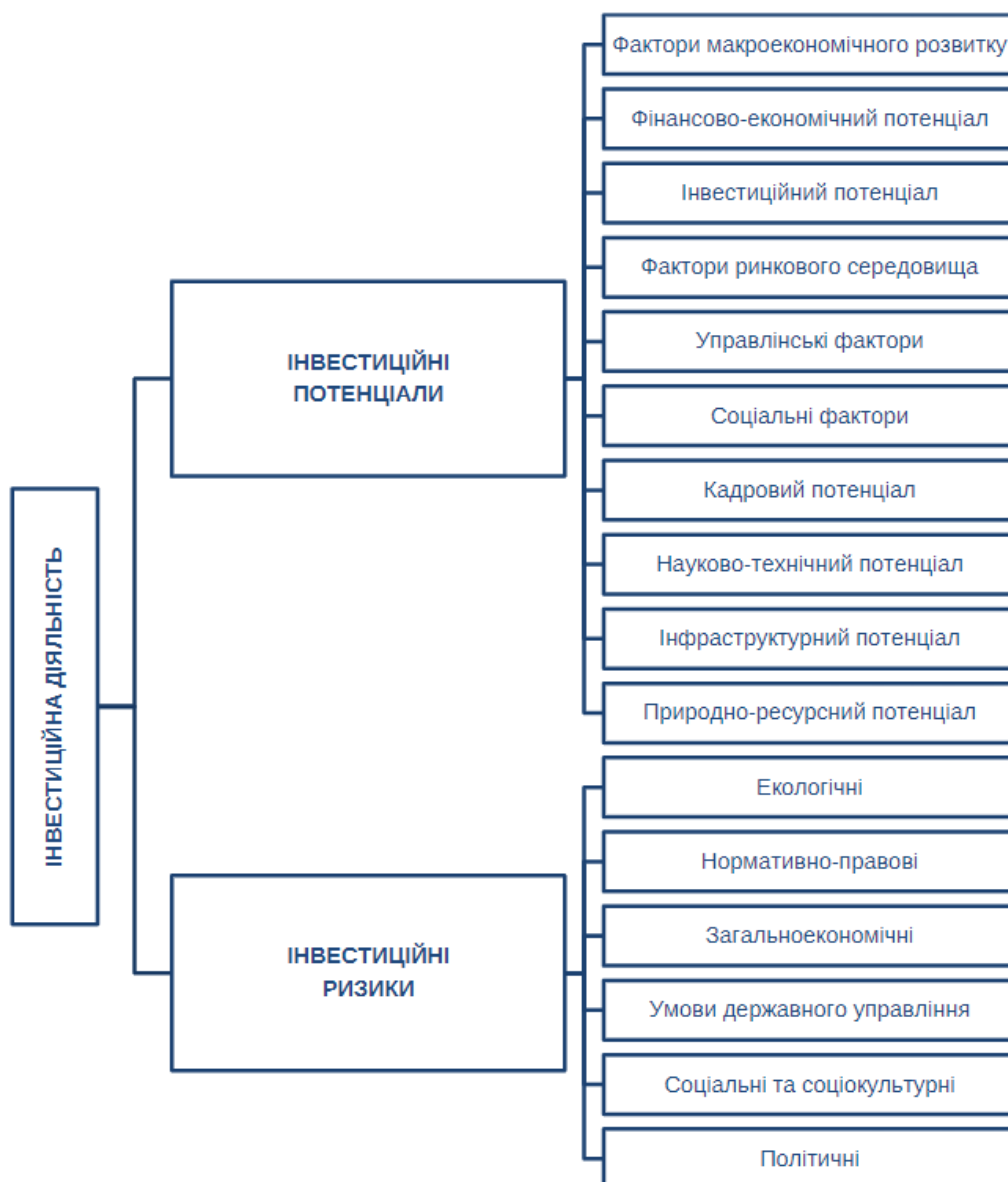 ІНВЕСТИЦІЙНА ДІЯЛЬНІСТЬ
ІНВЕСТИЦІЙНІ
ПОТЕНЦІАЛИ
Фактори макроекономічного розвитку
Фінансово-економічний потенціал
Інвестиційний потенціал
Фактори ринкового середовища
Управлінські фактори
Соціальні фактори
Кадровий потенціал
Науково-технічний потенціал
Інфраструктурний потенціал
Природно-ресурсний потенціал
ІНВЕСТИЦІЙНІ
РИЗИКИ
Екологічні
Нормативно-правові
Загальноекономічні
Умови державного управління
Соціальні та соціокультурні
Політичні